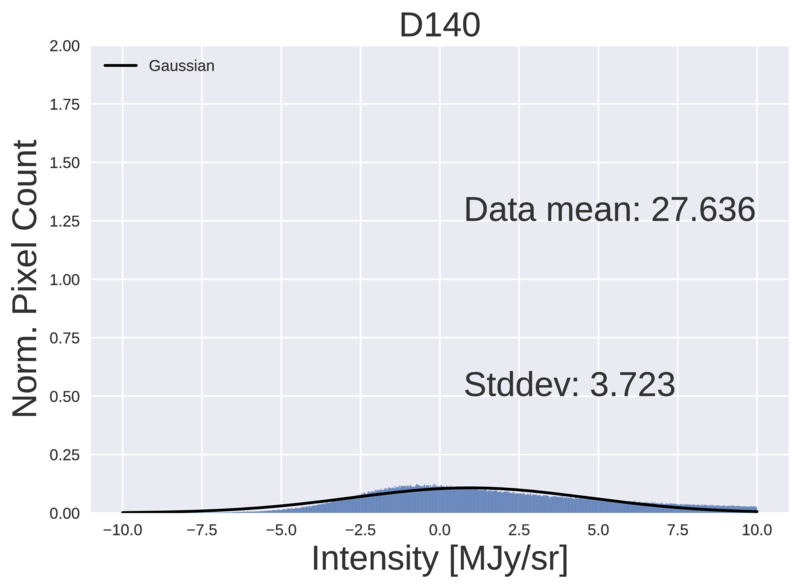 D140
Gaussian
Norm. Pixel Count
2.00
1.75
1.50
1.25
1.00
0.75
0.50
0.25
0.00
Data mean: 27.636
Stddev: 3.723
−10.0 −7.5 −5.0 −2.5 0.0 2.5 5.0 7.5 10.0
Intensity [MJy/sr]